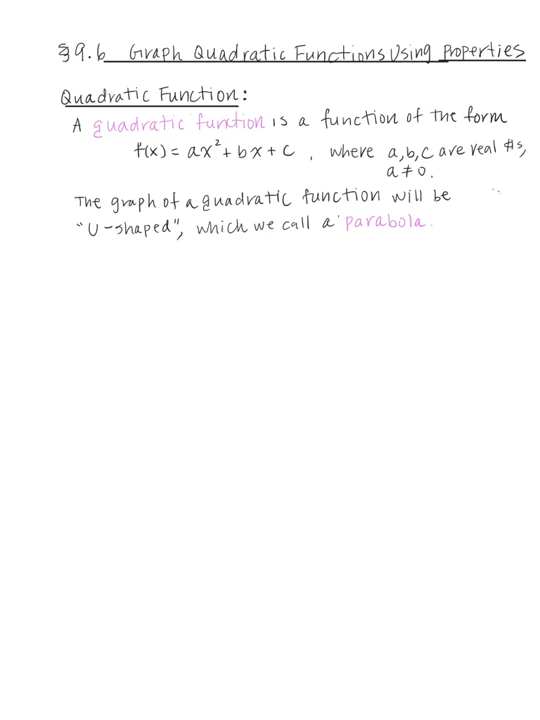 §9.6 Graph Quadratic Functions Using Properties
Quadratic Function:
A quadratic function is a function of the form
f(x) = ax² + bx + c , where a,b,c are real #s,
a ≠ 0.
The graph of a quadratic function will be
"U-shaped", which we call a parabola.